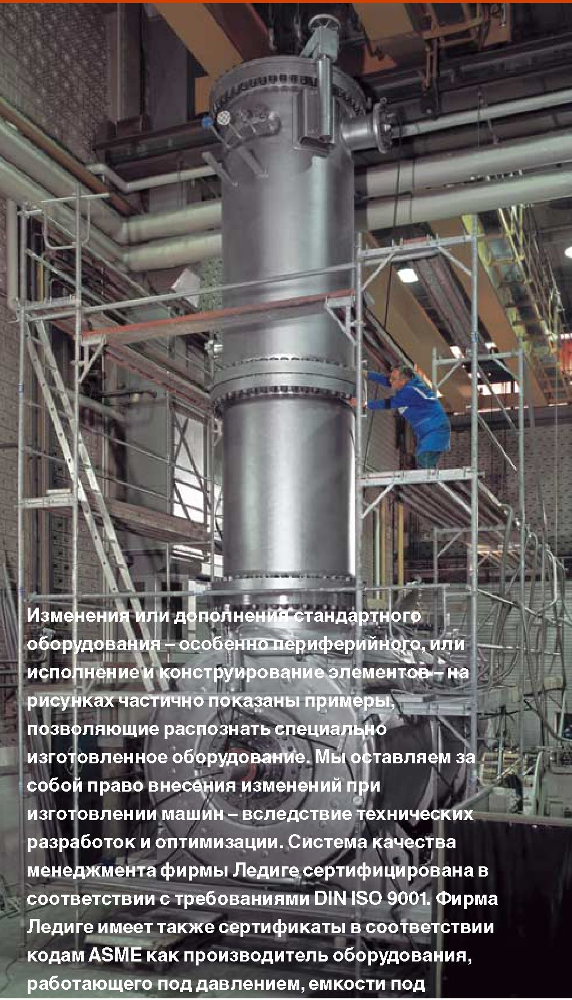 Изменения или дополнения стандартного
оборудования – особенно периферийного, или
исполнение и конструирование элементов – на
рисунках частично показаны примеры,
позволяющие распознать специально
изготовленное оборудование. Мы оставляем за
собой право внесения изменений при
изготовлении машин – вследствие технических
разработок и оптимизации. Система качества
менеджмента фирмы Ледиге сертифицирована в
соответствии с требованиями DIN ISO 9001. Фирма
Ледиге имеет также сертификаты в соответствии
кодам ASME как производитель оборудования,
работающего под давлением, емкости под